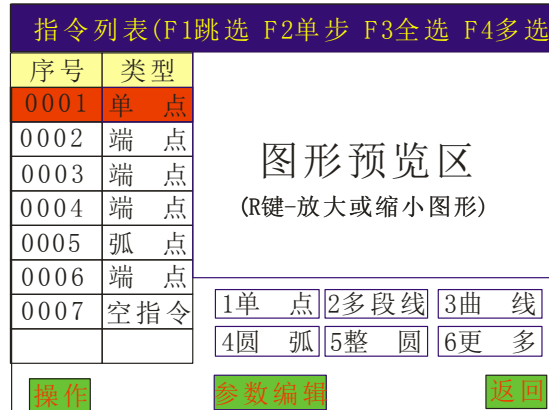 指令列表(F1跳选 F2单步 F3全选 F4多选
序号 类型
0001 单 点
0002 端 点
0003 端 点
0004 端 点
0005 弧 点
0006 端 点
0007 空指令
图形预览区
(R键-放大或缩小图形)
1单 点 2多段线 3曲 线
4圆 弧 5整 圆 6更 多
操作 参数编辑 返回